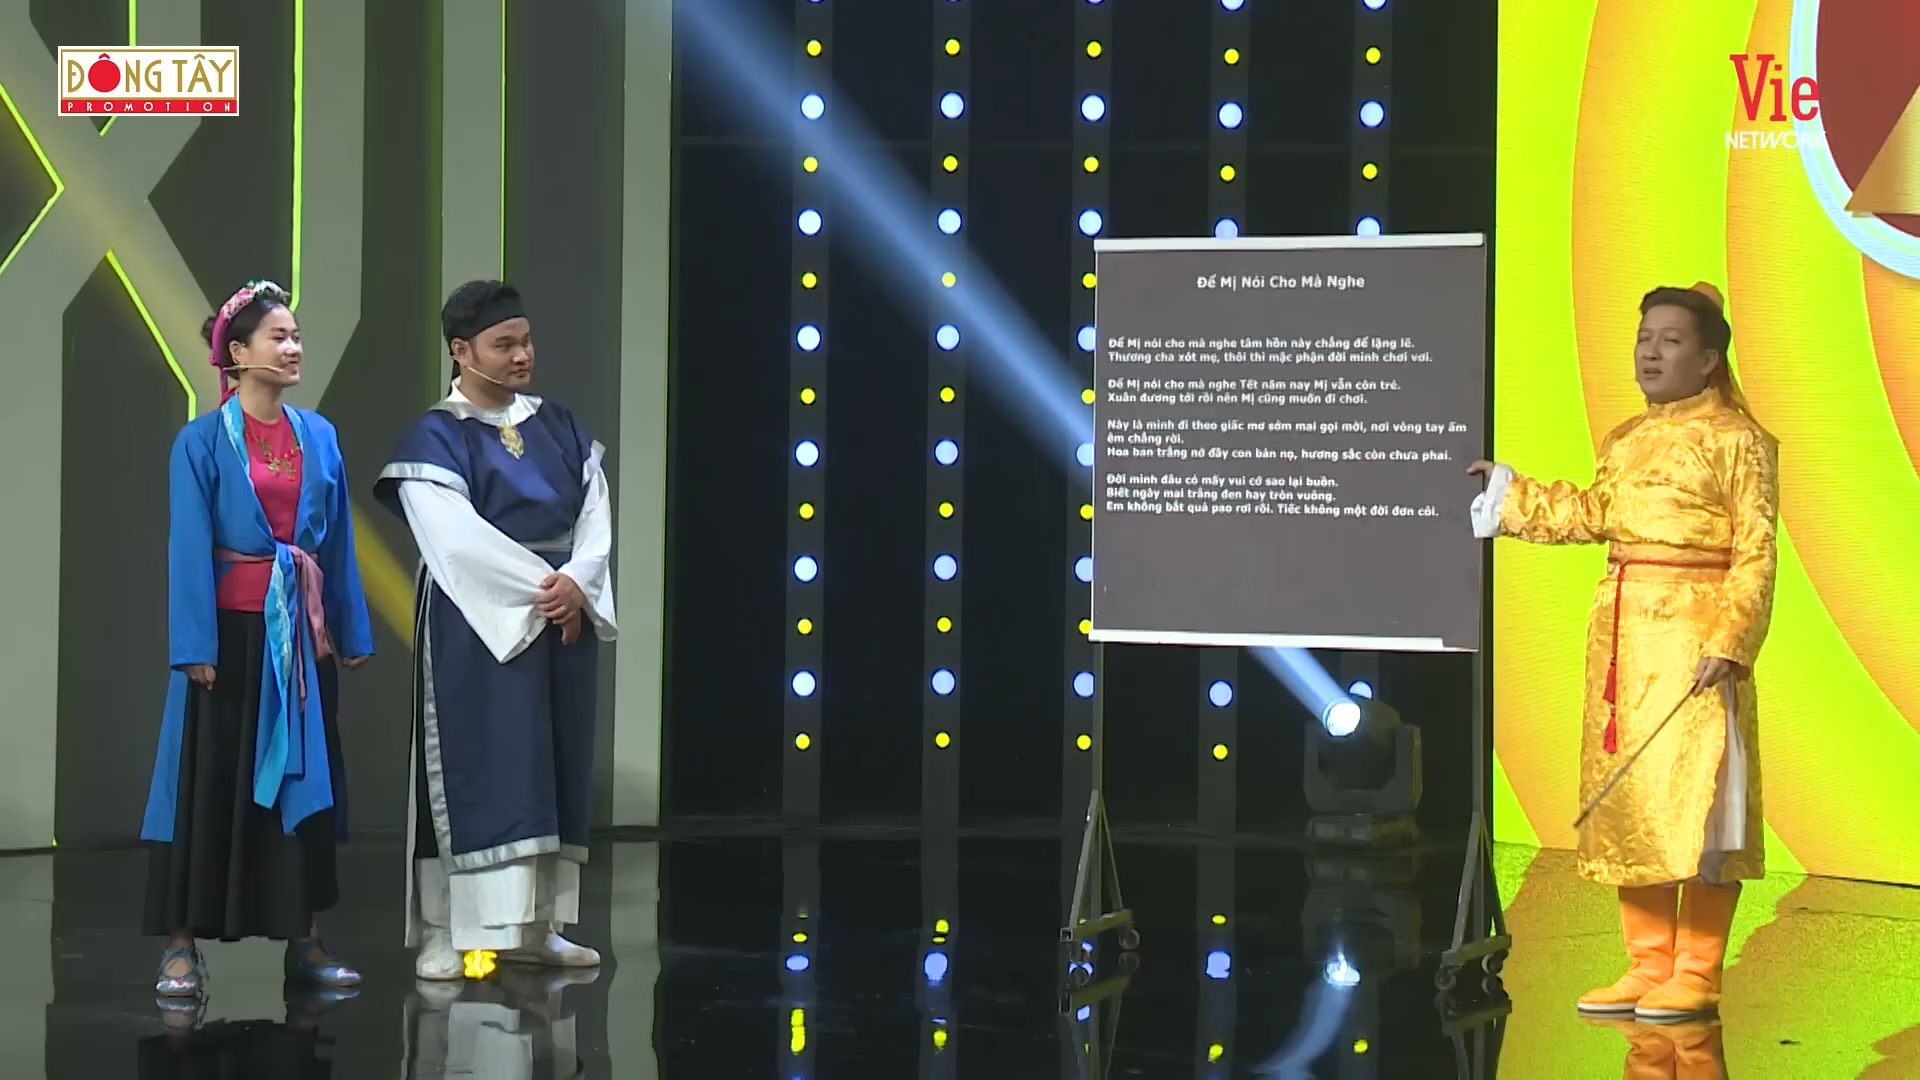 ĐÔNG TÂY
PROMOTION
Vie
NETWORK
Để Mị Nói Cho Mà Nghe
Để Mị nói cho mà nghe tâm hồn này chẳng để lặng lẽ.
Thương cha xót mẹ, thôi thì mặc phận đời mình chơi vơi.
Để Mị nói cho mà nghe Tết năm nay Mị vẫn còn trẻ.
Xuân đương tới rồi nên Mị cũng muốn đi chơi.
Này là mình đi theo giấc mơ sớm mai gọi mời, nơi vòng tay ấm
êm chẳng rời.
Hoa ban trắng nở đầy con bản nọ, hương sắc còn chưa phai.
Đời mình đâu có mấy vui cớ sao lại buồn.
Biết ngày mai trắng đen hay tròn vuông.
Em không bắt quả pao rơi rồi. Tiếc không một đời đơn côi.